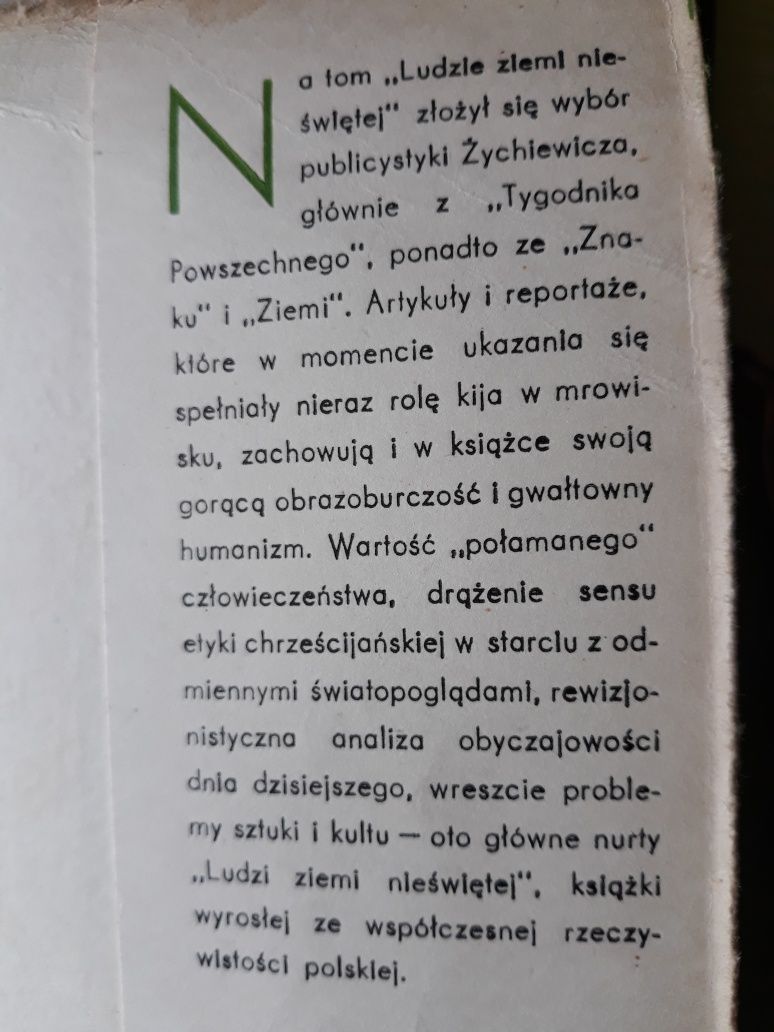 Na tom „Ludzie ziemi nie-
świętej" złożył się wybór
publicystyki Żychiewicza,
głównie z „Tygodnika
Powszechnego", ponadto ze „Zna-
ku" i „Ziemi". Artykuły i reportaże,
które w momencie ukazania się
spełniały nieraz rolę kija w mrowi-
sku, zachowują i w książce swoją
gorącą obrazoburczość i gwałtowny
humanizm. Wartość „połamanego"
człowieczeństwa, drążenie sensu
etyki chrześcijańskiej w starciu z od-
miennymi światopoglądami, rewizjo-
nistyczna analiza obyczajowości
dnia dzisiejszego, wreszcie proble-
my sztuki i kultu — oto główne nurty
„Ludzi ziemi nieświętej", książki
wyrosłej ze współczesnej rzeczy-
wistości polskiej.